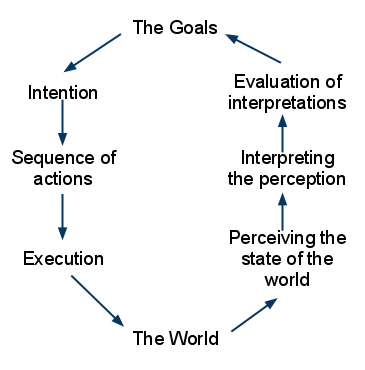 The Goals
Intention
Sequence of
actions
Execution
The World
Perceiving the
state of the
world
Interpreting
the perception
Evaluation of
interpretations